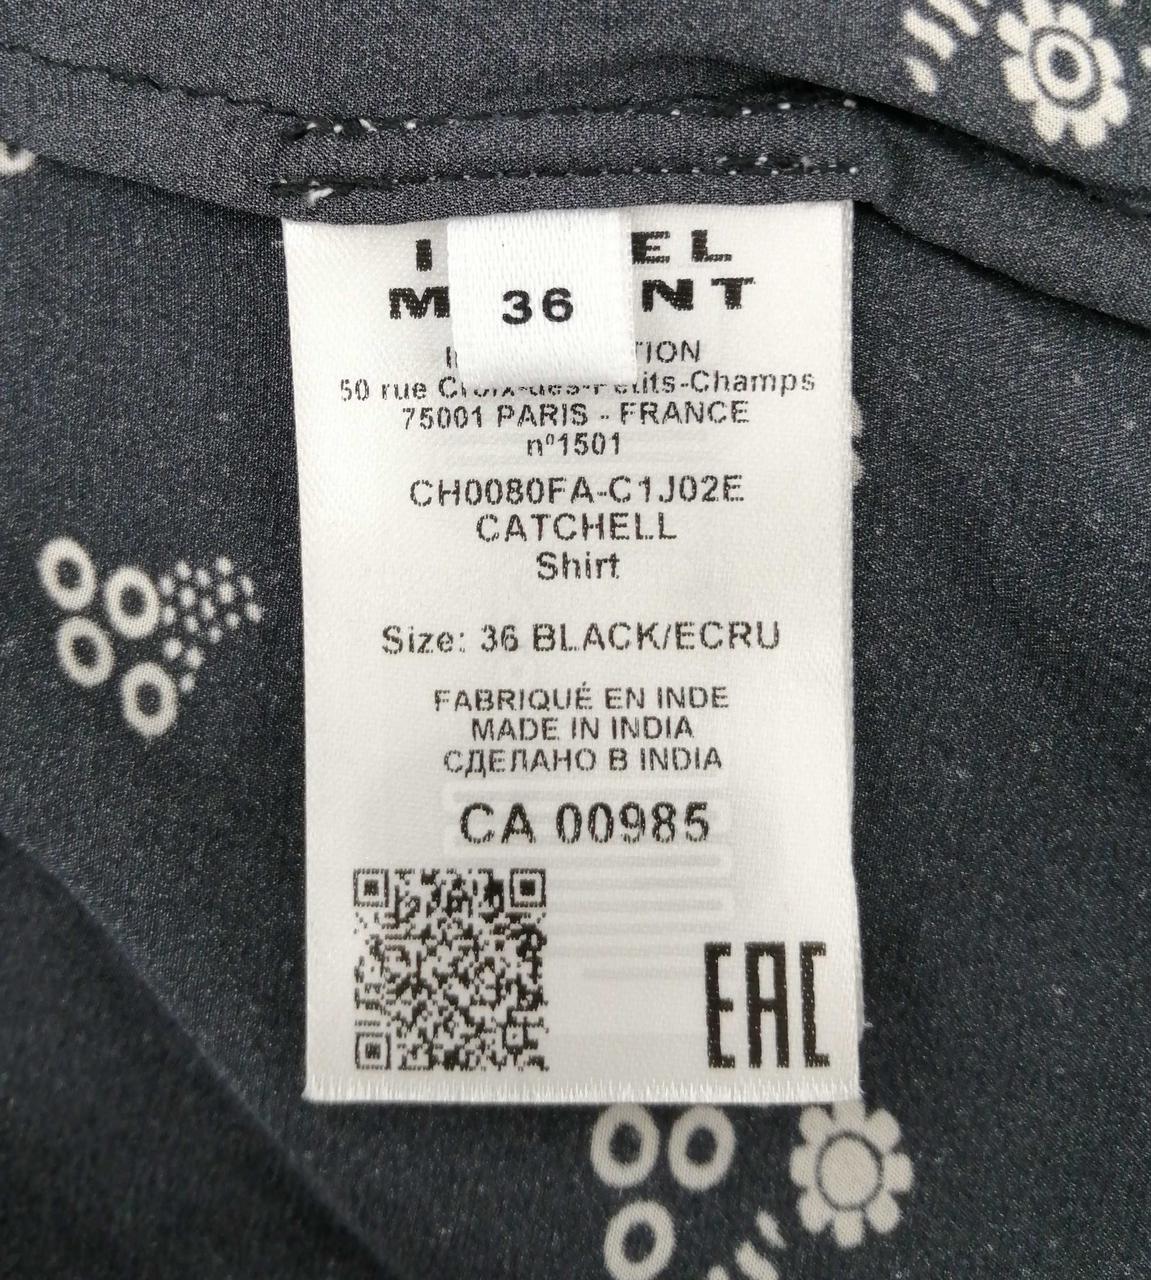 36
50 rue Croix-des-Petits-Champs
75001 PARIS - FRANCE
nº1501
CH0080FA-C1J02E
CATCHELL
Shirt
Size: 36 BLACK/ECRU
FABRIQUÉ EN INDE
MADE IN INDIA
СДЕЛАНО В INDIA
CA 00985
EAC